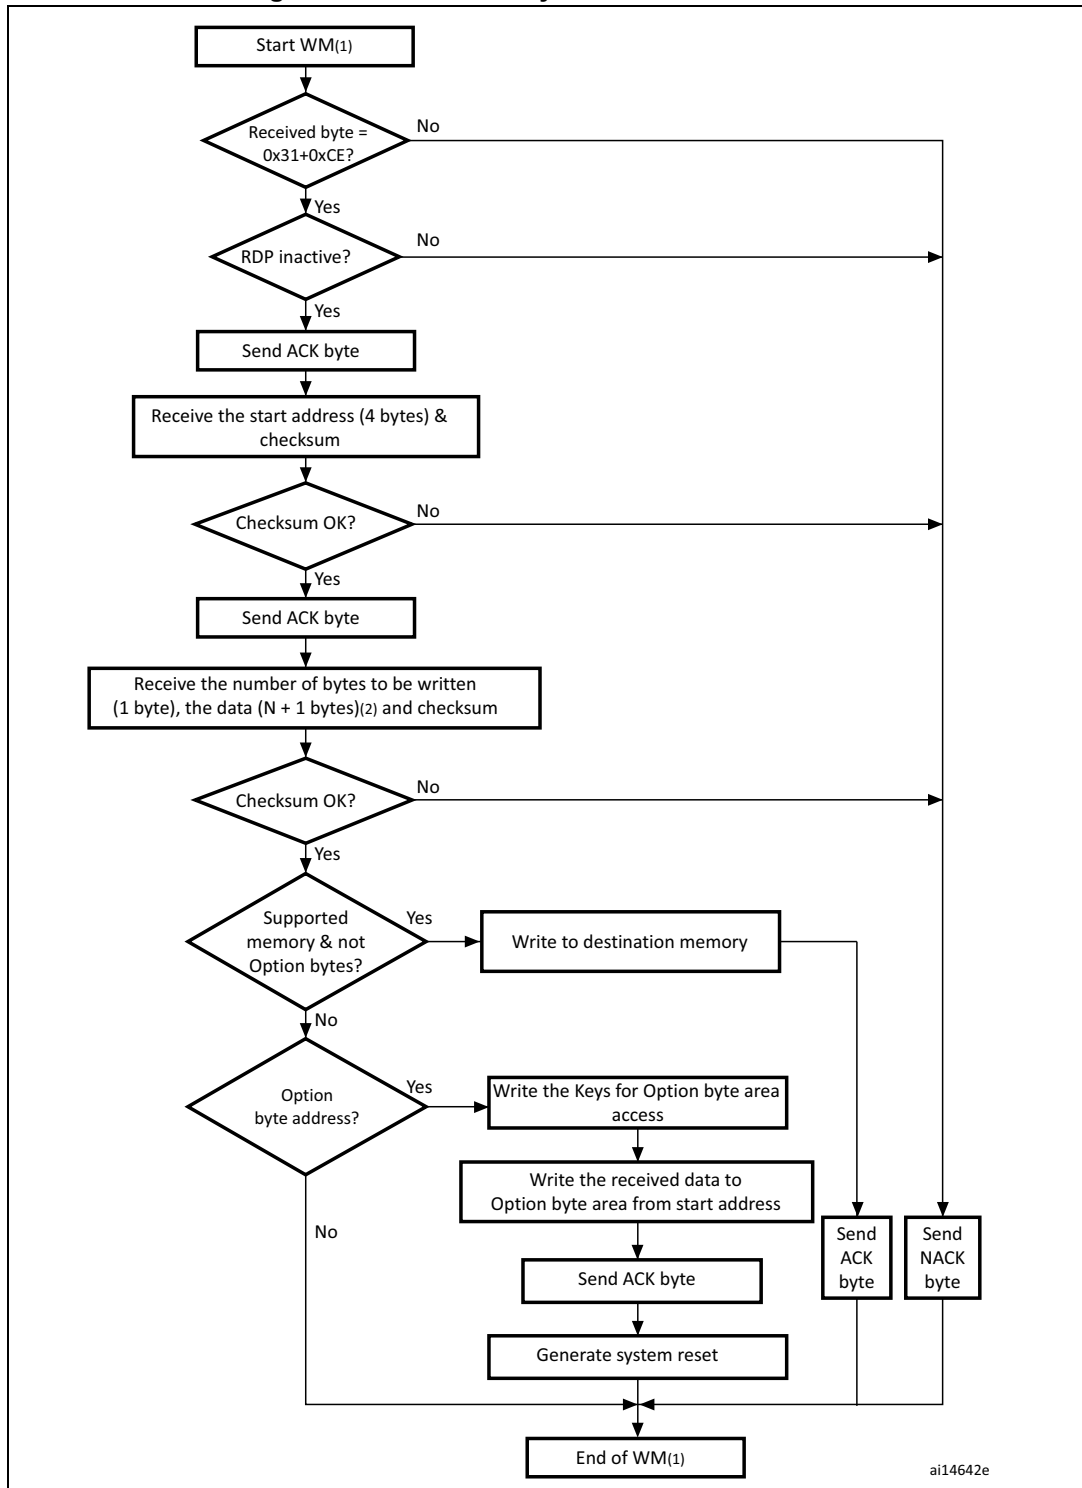 Start WM(1)
Received byte =
0x31+0xCE?
No
Yes
RDP inactive?
No
Yes
Send ACK byte
Receive the start address (4 bytes) &
checksum
Checksum OK?
No
Yes
Send ACK byte
Receive the number of bytes to be written
(1 byte), the data (N + 1 bytes)(2) and checksum
Checksum OK?
No
Yes
Supported
memory & not
Option bytes?
Yes
Write to destination memory
No
Option
byte address?
Yes
Write the Keys for Option byte area
access
Write the received data to
Option byte area from start address
No
Send
ACK
byte
Send
NACK
byte
Send ACK byte
Generate system reset
End of WM(1)
ai14642e